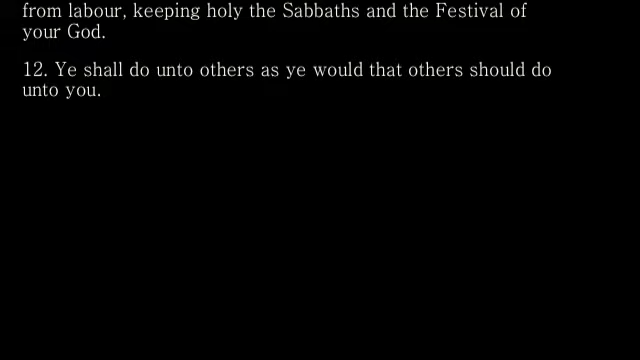 from labour, keeping holy the Sabbaths and the Festival of
your God.
12. Ye shall do unto others as ye would that others should do
unto you.